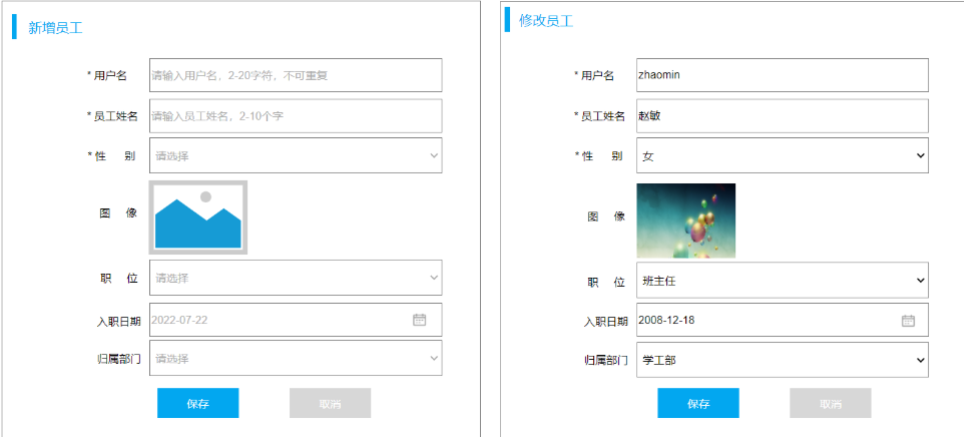 新增员工
* 用户名 请输入用户名，2-20字符，不可重复
* 员工姓名 请输入员工姓名，2-10个字
* 性 别 请选择
图 像
职 位 请选择
入职日期 2022-07-22
归属部门 请选择
保存 取消
修改员工
* 用户名 zhaomin
* 员工姓名 赵敏
* 性 别 女
图 像
职 位 班主任
入职日期 2008-12-18
归属部门 学工部
保存 取消